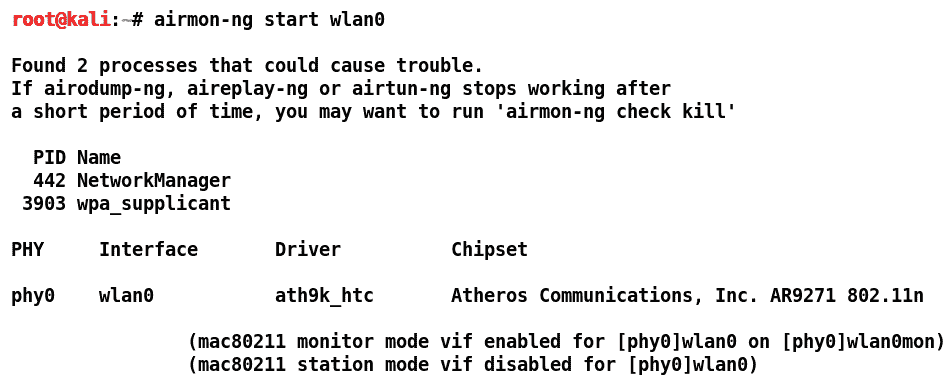 root@kali:~# airmon-ng start wlan0
Found 2 processes that could cause trouble.
If airodump-ng, aireplay-ng or airtun-ng stops working after
a short period of time, you may want to run 'airmon-ng check kill'
PID Name
442 NetworkManager
3903 wpa_supplicant
PHY Interface Driver Chipset
phy0 wlan0 ath9k_htc Atheros Communications, Inc. AR9271 802.11n
(mac80211 monitor mode vif enabled for [phy0]wlan0 on [phy0]wlan0mon)
(mac80211 station mode vif disabled for [phy0]wlan0)